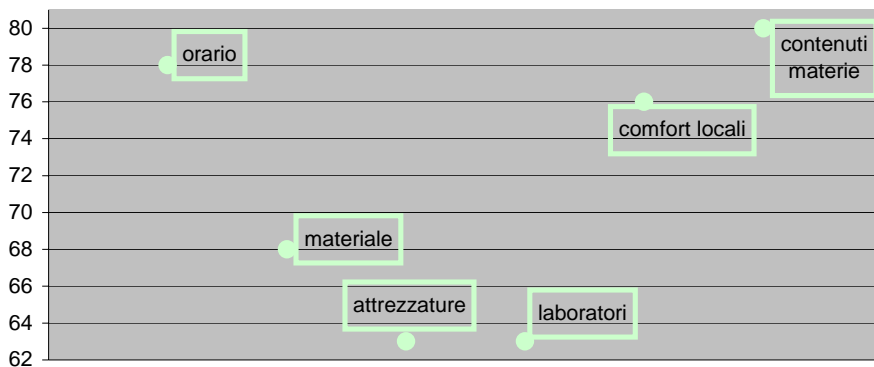 80
78
76
74
72
70
68
66
64
62
orario
contenuti
materie
comfort locali
materiale
attrezzature
laboratori